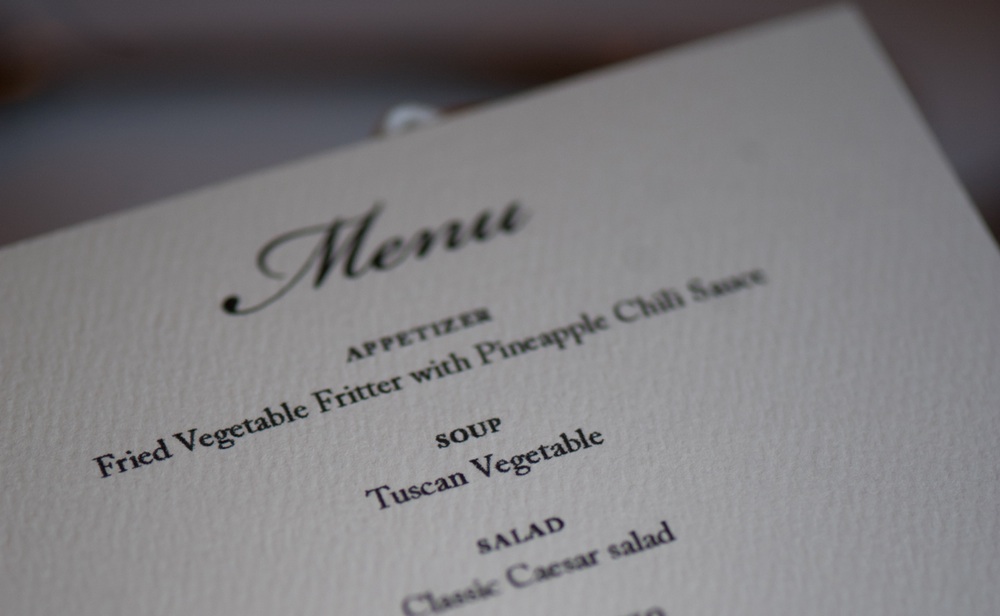 Menu
APPETIZER
Fried Vegetable Fritter with Pineapple Chili Sauce
SOUP
Tuscan Vegetable
SALAD
Classic Caesar salad